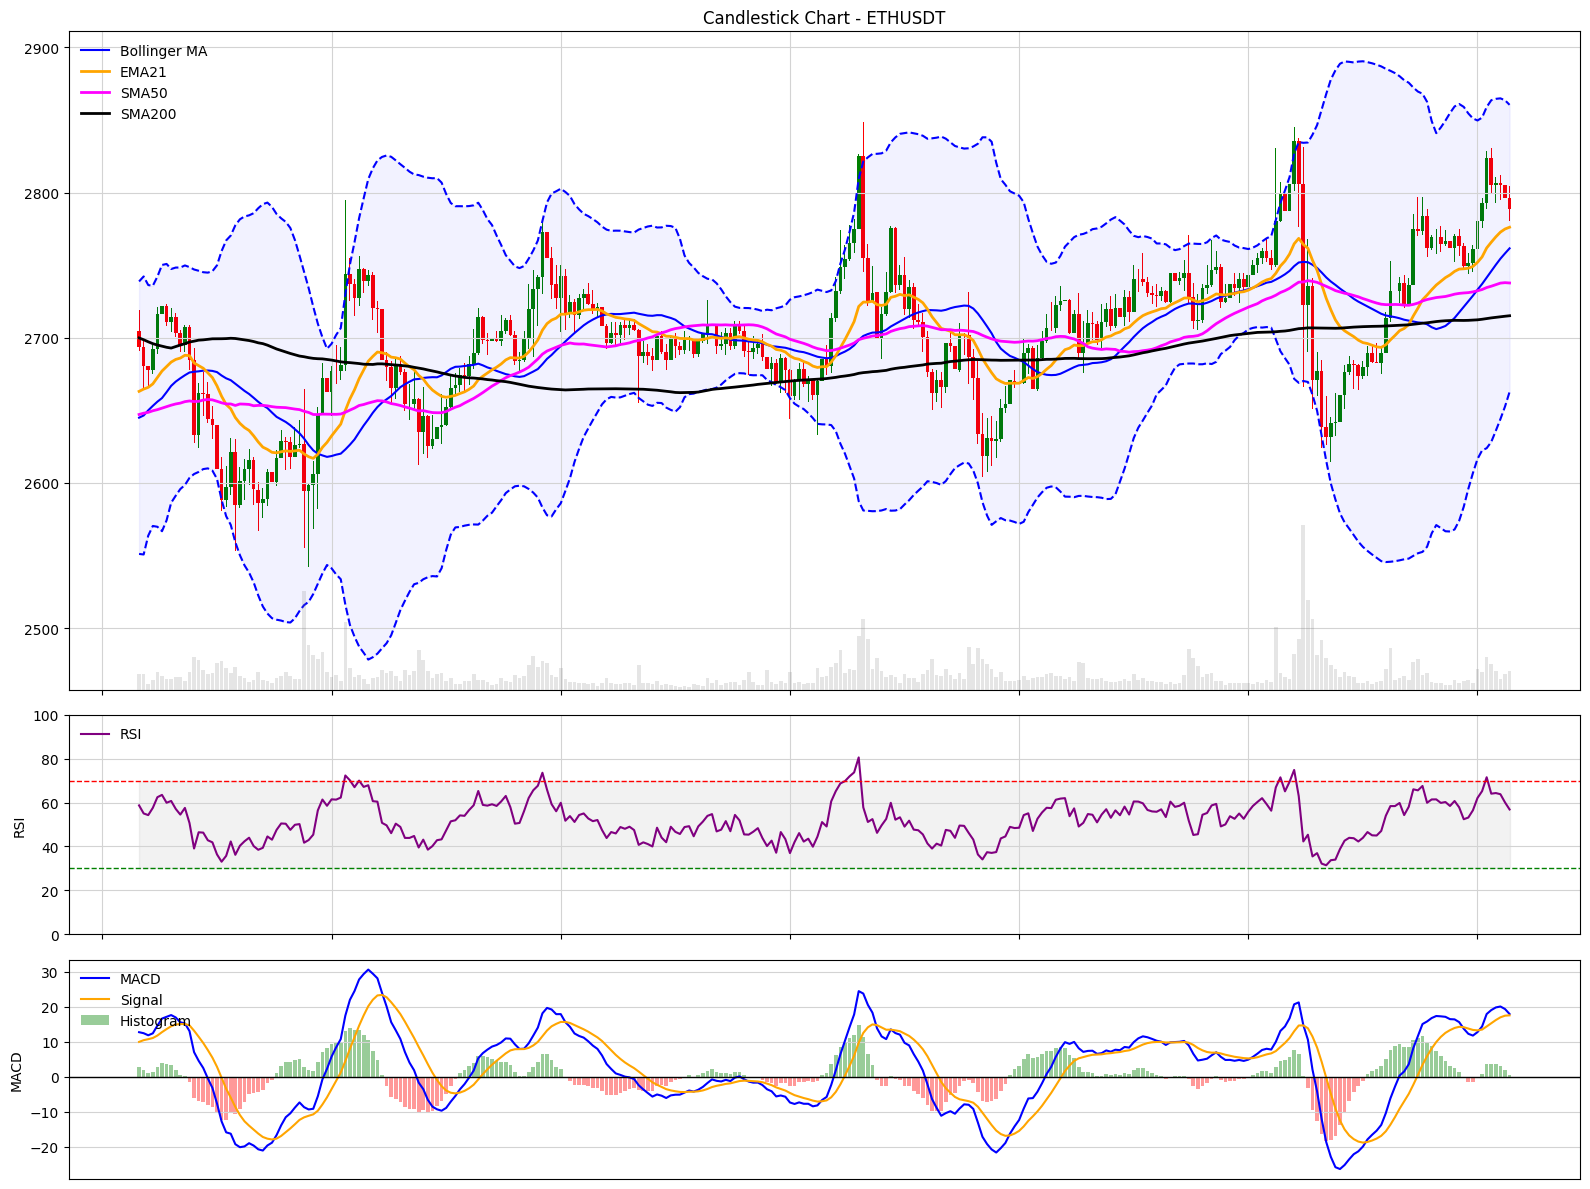 Candlestick Chart - ETHUSDT
2900
2800
2700
2600
2500
Bollinger MA
EMA21
SMA50
SMA200
100
80
60
40
20
0
RSI
RSI
30
20
10
0
−10
−20
MACD
MACD
Signal
Histogram